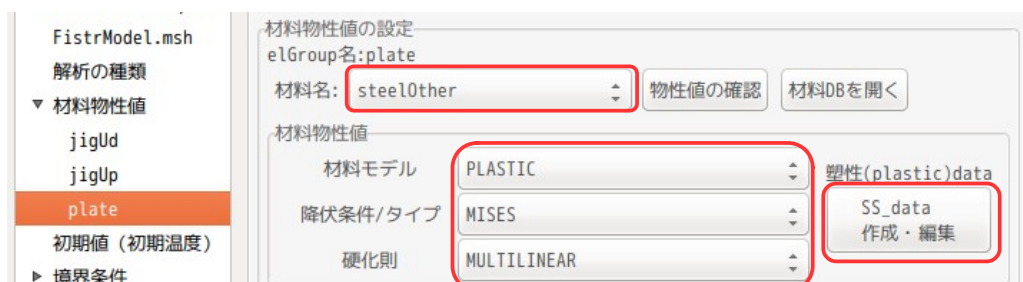 FistrModel.msh
解析の種類
▼ 材料物性値
jigUd
jigUp
plate
初期値（初期温度）
▶ 境界条件
材料物性値の設定
elGroup名:plate
材料名: steelOther 物性値の確認 材料DBを開く
材料物性値
材料モデル PLASTIC
降伏条件/タイプ MISES
硬化則 MULTILINEAR
塑性(plastic)data
SS_data
作成・編集